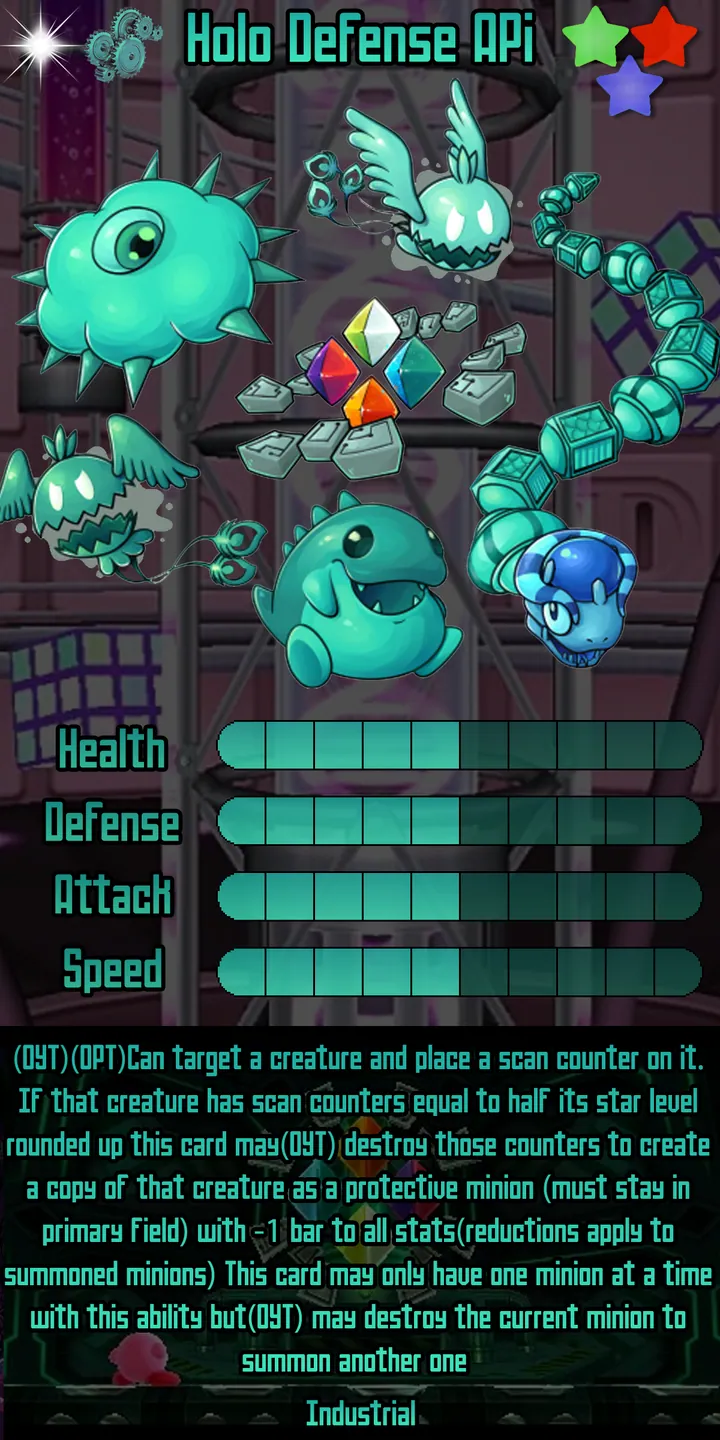 Holo Defense APi
Health
Defense
Attack
Speed
(OYT)(OPT)Can target a creature and place a scan counter on it.
If that creature has scan counters equal to half its star level
rounded up this card may(OYT) destroy those counters to create
a copy of that creature as a protective minion (must stay in
primary field) with -1 bar to all stats(reductions apply to
summoned minions) This card may only have one minion at a time
with this ability but(OYT) may destroy the current minion to
summon another one
Industrial